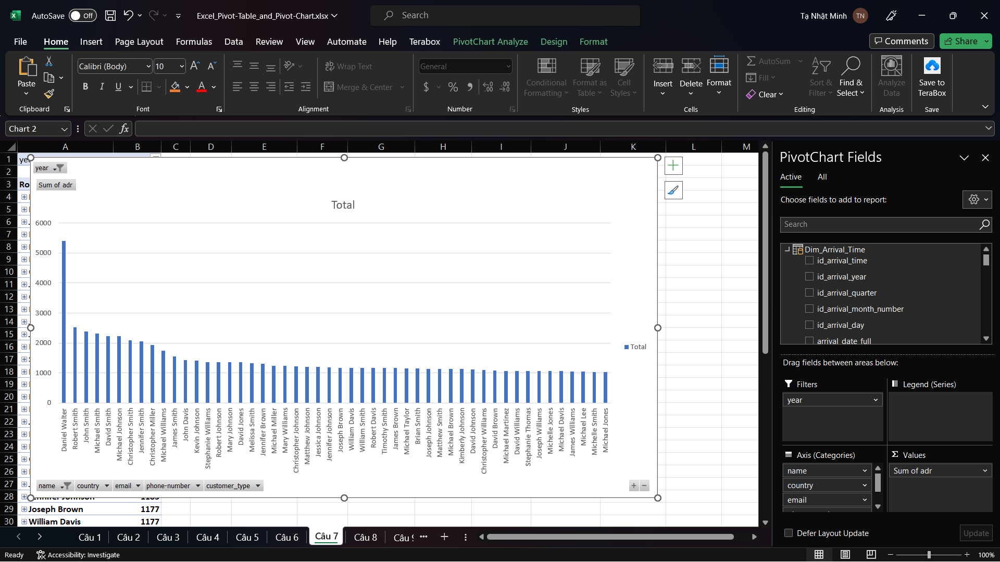 AutoSave Off Excel_Pivot-Table_and_Pivot-Chart.xlsx Search Tạ Nhật Minh TN
File Home Insert Page Layout Formulas Data Review View Automate Help Terabox PivotChart Analyze Design Format Comments Share
Paste
Clipboard
Calibri (Body) 10
B I U A
Font
ab Wrap Text
Merge & Center
Alignment
General
$ % 
Number
Conditional Formatting
Format as Table
Cell Styles
Styles
Insert Delete Format
Cells
AutoSum
Fill
Clear
Sort & Filter
Find & Select
Editing
Analyze Data
Analysis
Save to TeraBox
Save
Chart 2 fx
A B C D E F G H I J K L M
1
2
3 Ro
4
5
6
7
8
9
10
11
12
13
14
15
16
17
18
19
20
21
22
23
24
25
26
27
28
29 Joseph Brown 1177
30 William Davis 1177
year
Sum of adr
Total
6000
5000
4000
3000
2000
1000
0
Total
Daniel Walter
Robert Smith
John Smith
Michael Smith
David Smith
Michael Johnson
Christopher Smith
Jennifer Smith
Christopher Miller
Michael Williams
James Smith
John Davis
Kevin Johnson
Stephanie Williams
Robert Johnson
Mary Johnson
David Jones
Melissa Smith
Jennifer Brown
Michael Miller
Mary Williams
Christopher Johnson
Matthew Johnson
Jessica Johnson
Jennifer Johnson
Joseph Brown
William Davis
William Smith
Robert Davis
Timothy Smith
James Brown
Michael Taylor
Brian Smith
Joseph Johnson
Matthew Smith
Michael Brown
Kimberly Johnson
David Johnson
Christopher Williams
David Brown
Michael Martinez
David Williams
Stephanie Thomas
Joseph Williams
Michelle Jones
Michael Davis
James Williams
Michael Lee
Michelle Smith
Michael Jones
name country email phone-number customer_type + −
PivotChart Fields
Active All
Choose fields to add to report:
Search
Dim_Arrival_Time
id_arrival_time
id_arrival_year
id_arrival_quarter
id_arrival_month_number
id_arrival_day
arrival_date_full
Drag fields between areas below:
Filters
year
Legend (Series)
Axis (Categories)
name
country
email
Σ Values
Sum of adr
Defer Layout Update Update
Câu 1 Câu 2 Câu 3 Câu 4 Câu 5 Câu 6 Câu 7 Câu 8 Câu
Ready Accessibility: Investigate 100%